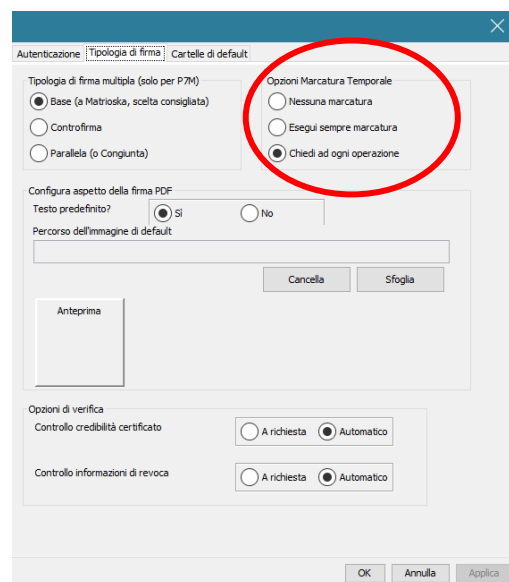 Autenticazione Tipologia di firma Cartelle di default
Tipologia di firma multipla (solo per P7M)
Base (a Matrioska, scelta consigliata)
Controfirma
Parallela (o Congiunta)
Opzioni Marcatura Temporale
Nessuna marcatura
Esegui sempre marcatura
Chiedi ad ogni operazione
Configura aspetto della firma PDF
Testo predefinito? Sì No
Percorso dell'immagine di default
Cancella Sfoglia
Anteprima
Opzioni di verifica
Controllo credibilità certificato A richiesta Automatico
Controllo informazioni di revoca A richiesta Automatico
OK Annulla Applica